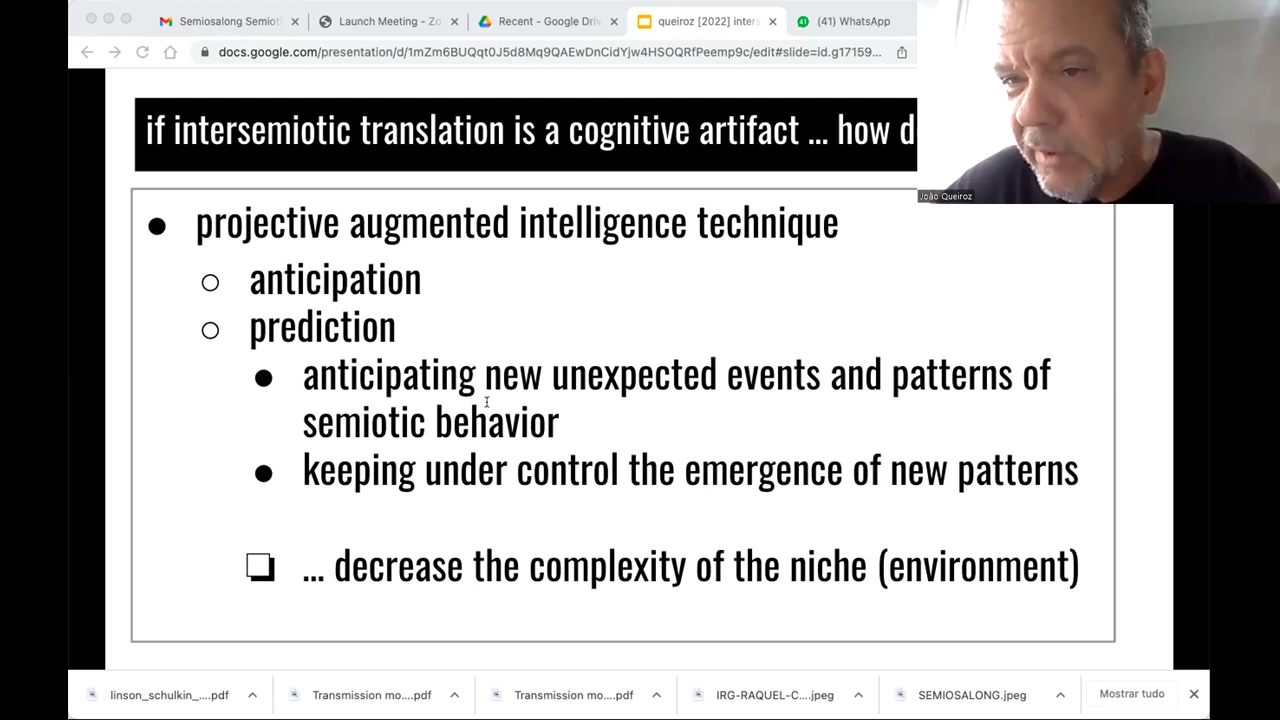 Semiosalong Semioti
Launch Meeting - Zo
Recent - Google Driv
queiroz [2022] inters
(41) WhatsApp
docs.google.com/presentation/d/1mZm6BUQqt0J5d8Mq9QAEwDnCidYjw4HSOQRfPeemp9c/edit#slide=id.g17159...
if intersemiotic translation is a cognitive artifact ... how d
João Queiroz
projective augmented intelligence technique
anticipation
prediction
anticipating new unexpected events and patterns of
semiotic behavior
keeping under control the emergence of new patterns
... decrease the complexity of the niche (environment)
linson_schulkin_....pdf
Transmission mo....pdf
Transmission mo....pdf
IRG-RAQUEL-C....jpeg
SEMIOSALONG.jpeg
Mostrar tudo